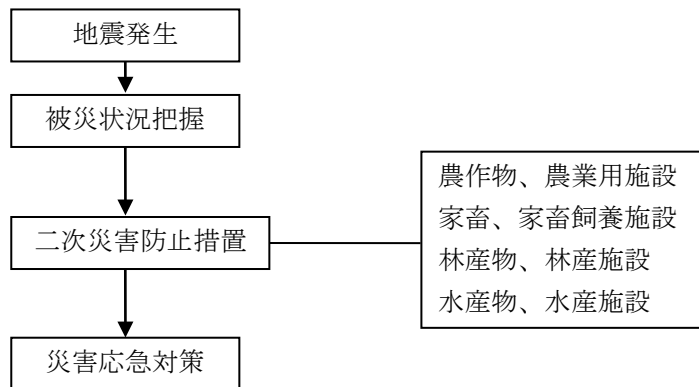 地震発生
被災状況把握
二次災害防止措置
農作物、農業用施設
家畜、家畜飼養施設
林産物、林産施設
水産物、水産施設
災害応急対策